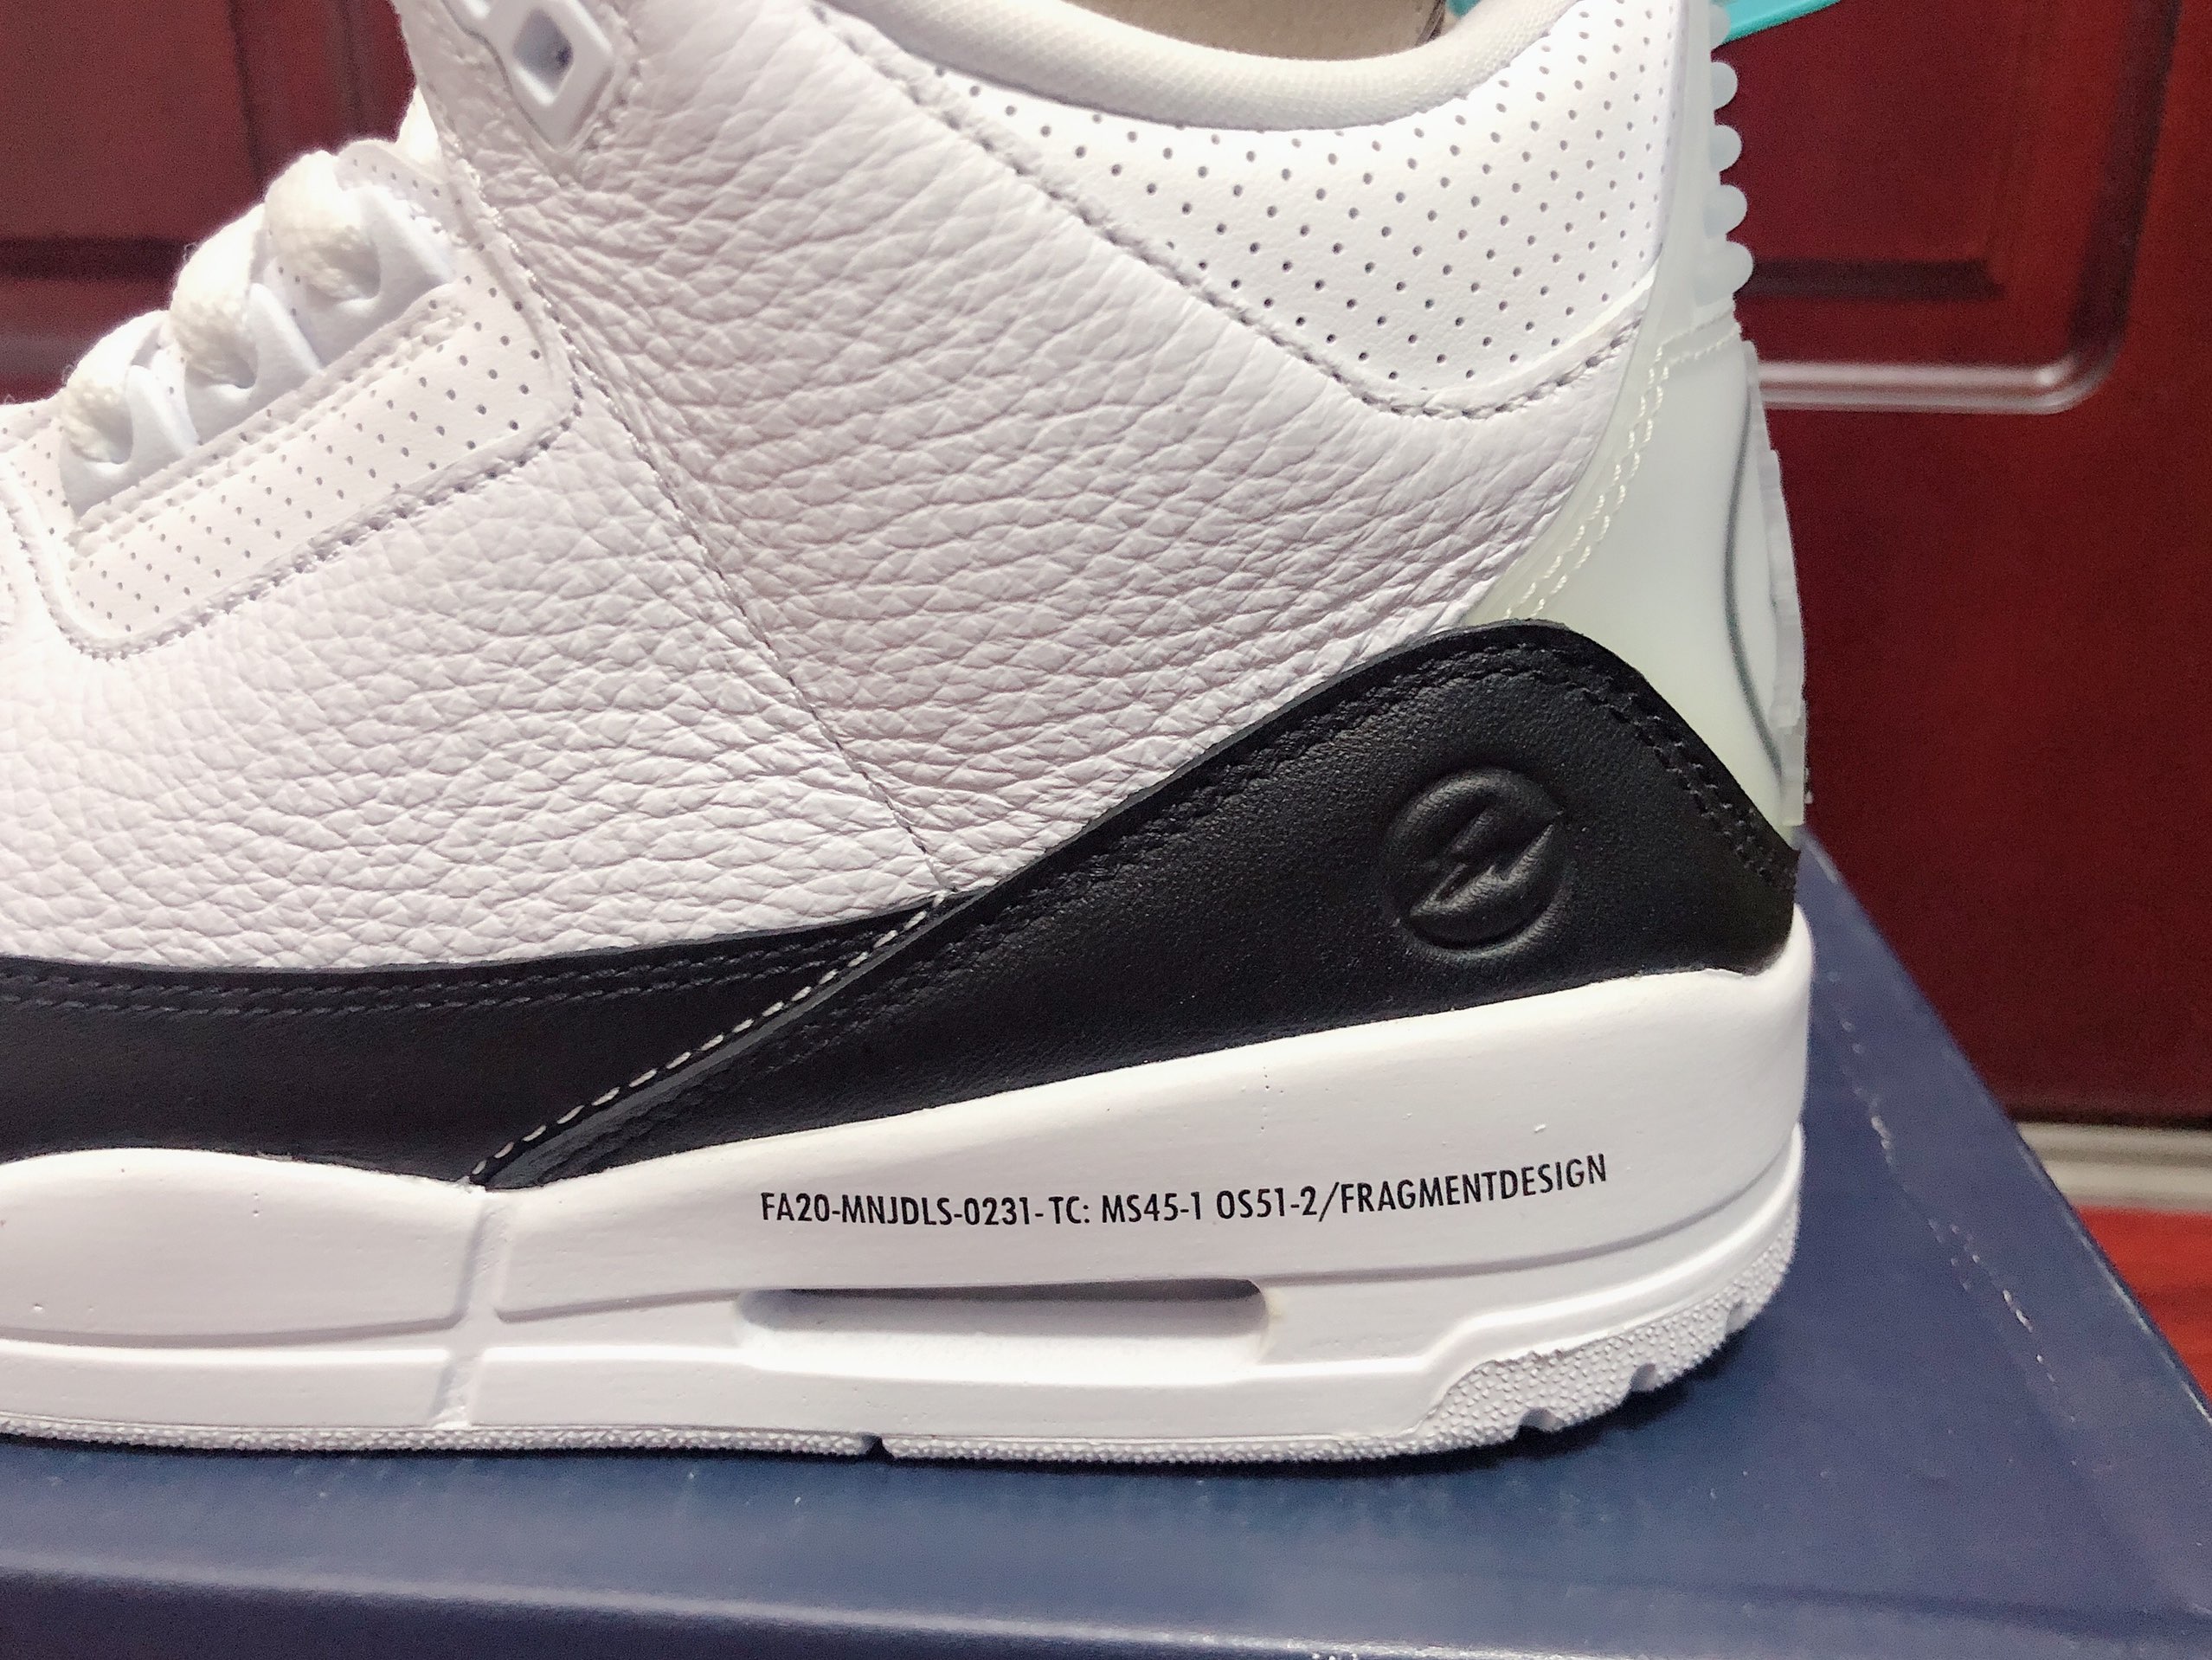 FA20-MNJDLS-0231-TC: MS45-1 OS51-2/FRAGMENTDESIGN